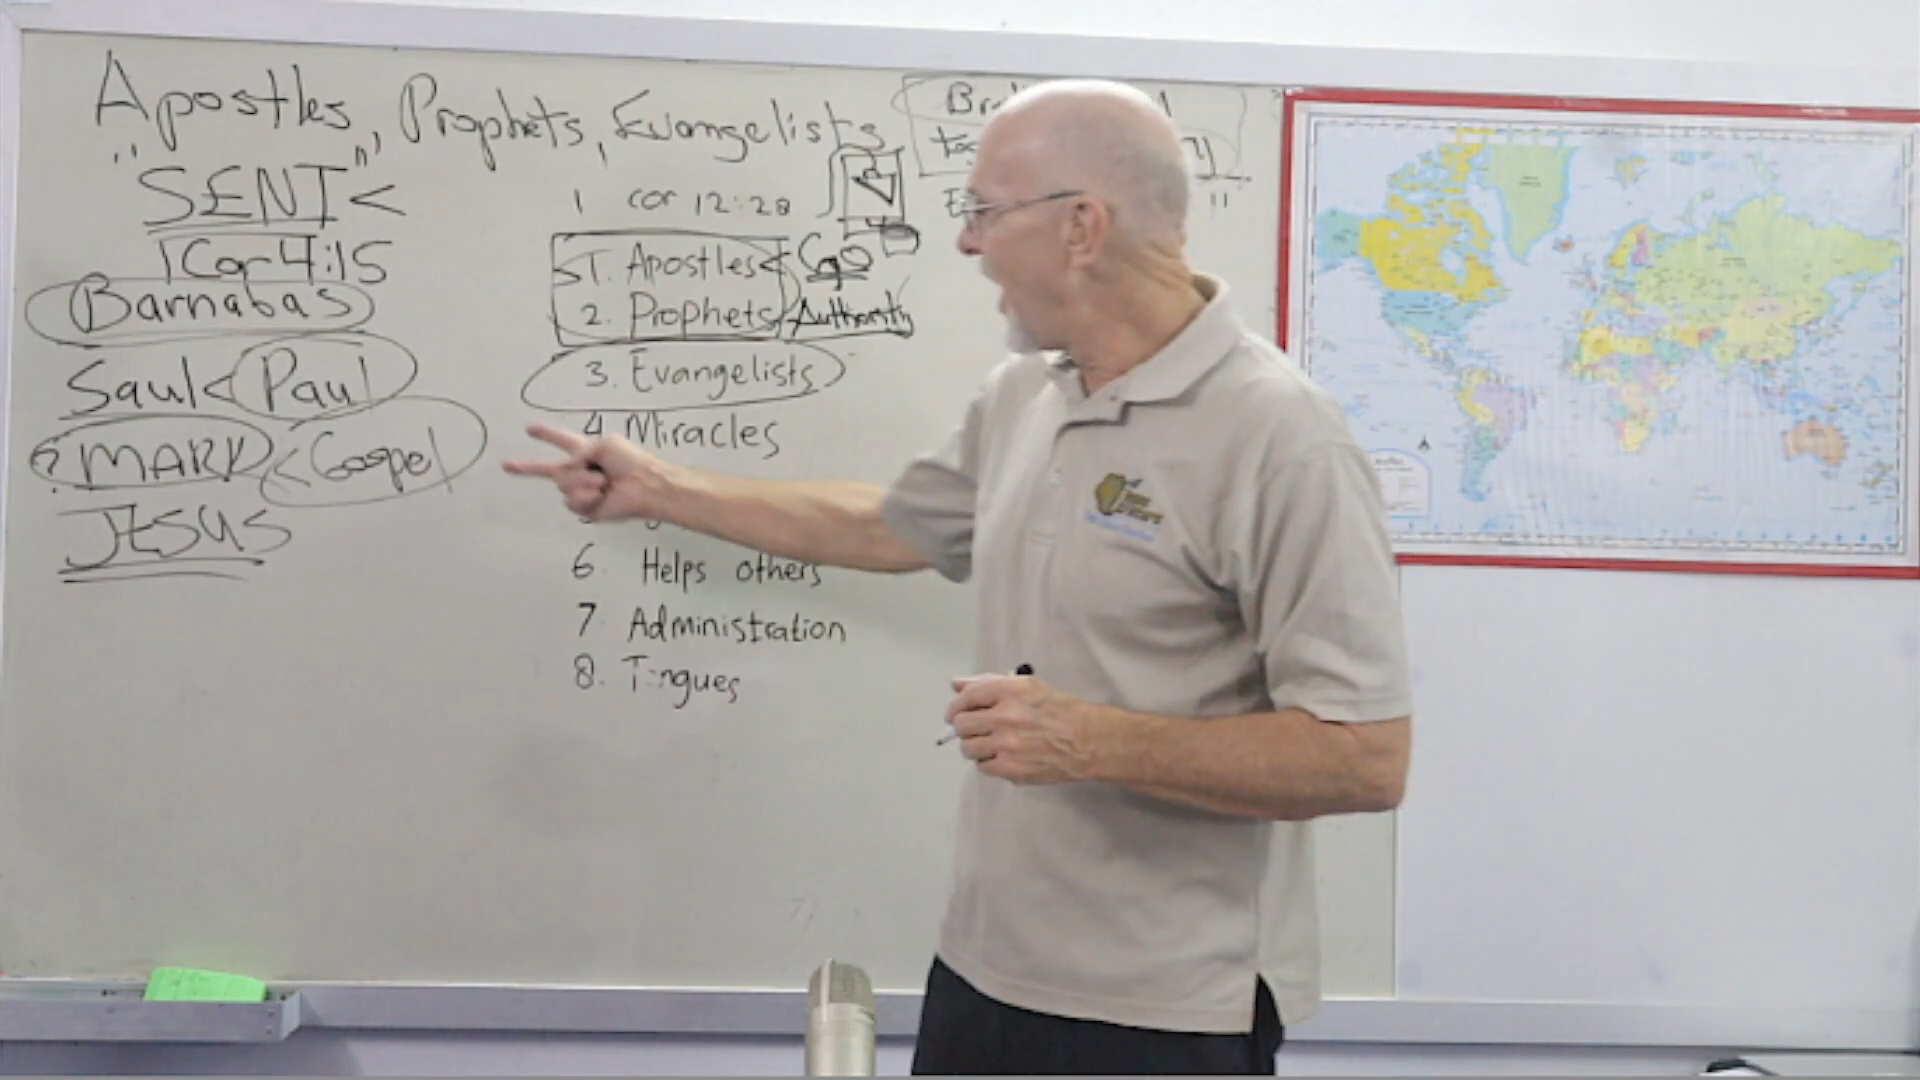 Apostles, Prophets, Evangelists
"SENT" <
1 Cor 4:15
Barnabas
Saul < Paul
? MARK < Gospel
JESUS
1 cor 12:28
1. Apostles < Go
2. Prophets Authority
3. Evangelists
4 Miracles
6. Helps others
7 Administration
8. Tongues